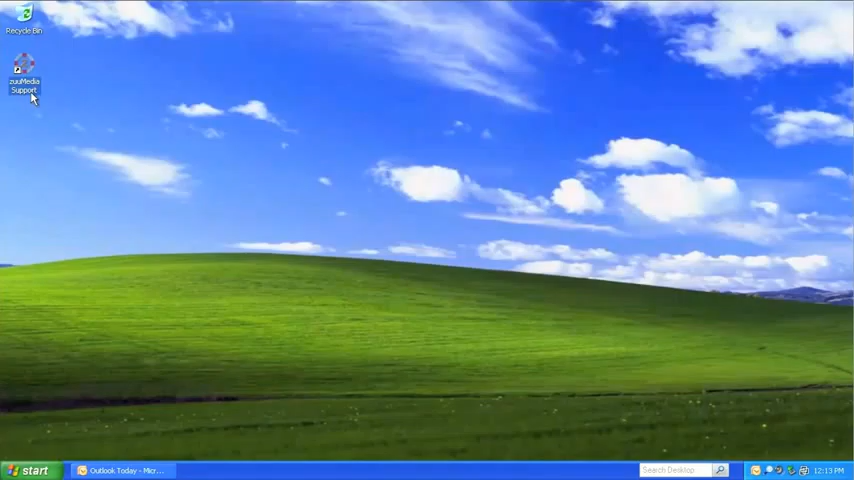 Recycle Bin
zuuMedia
Support
start
Outlook Today - Micr...
Search Desktop
12:13 PM